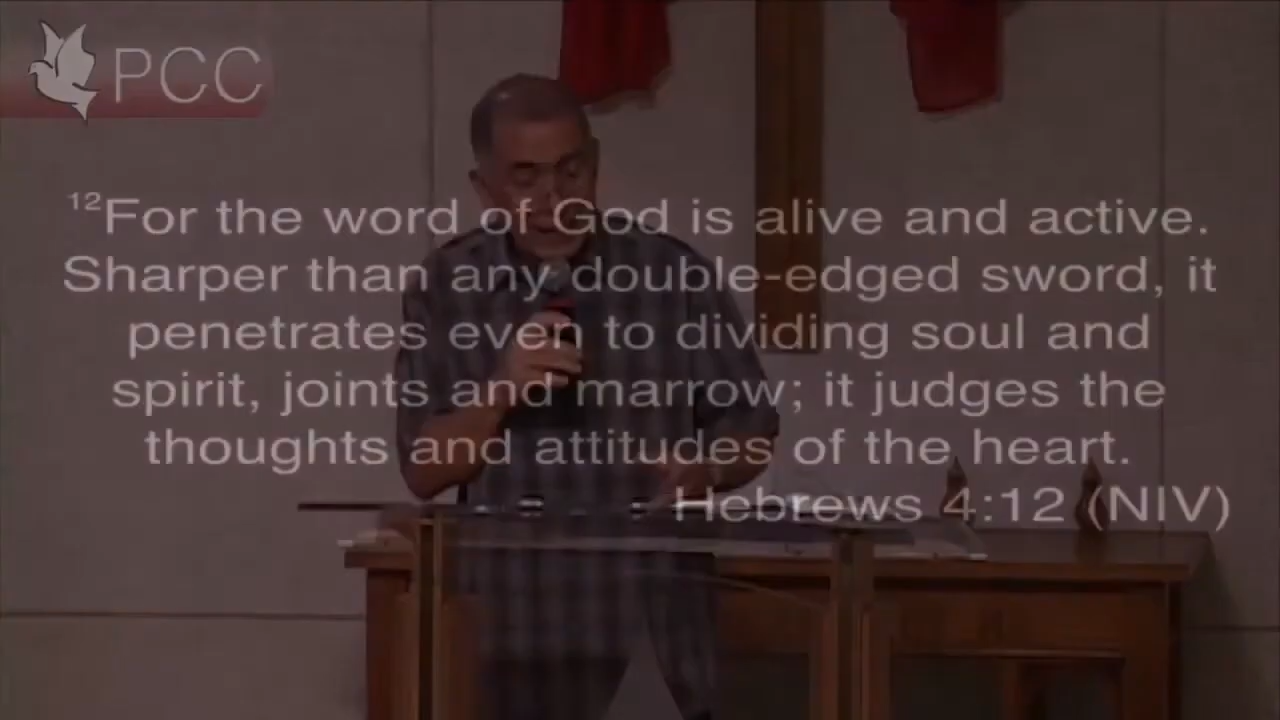 PCC
12For the word of God is alive and active.
Sharper than any double-edged sword, it
penetrates even to dividing soul and
spirit, joints and marrow; it judges the
thoughts and attitudes of the heart.
Hebrews 4:12 (NIV)